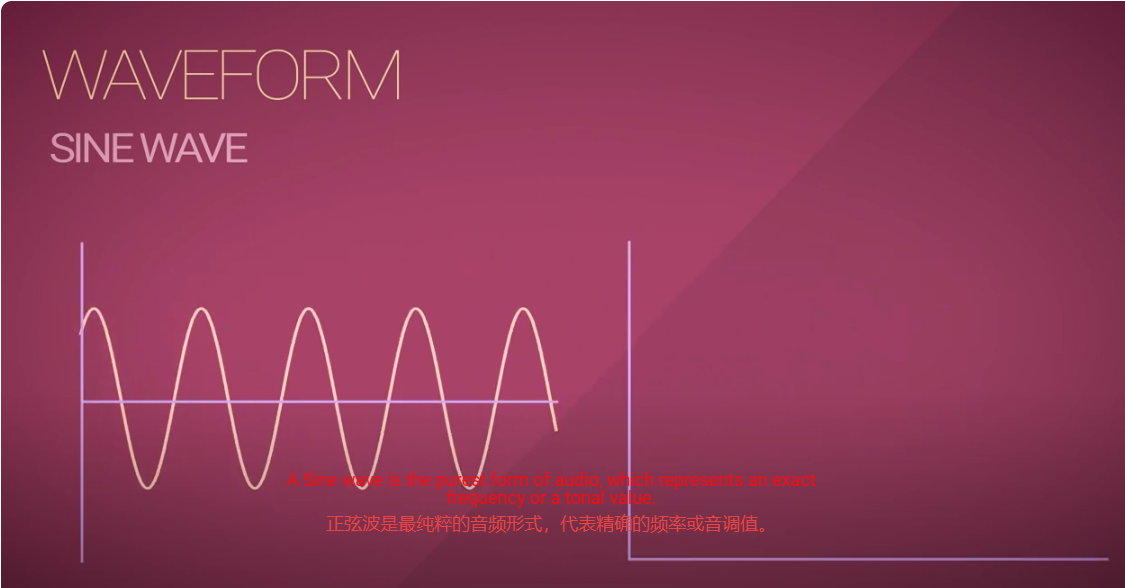 WAVEFORM
SINE WAVE
A Sine wave is the purest form of audio, which represents an exact
frequency or a tonal value.
正弦波是最纯粹的音频形式，代表精确的频率或音调值。